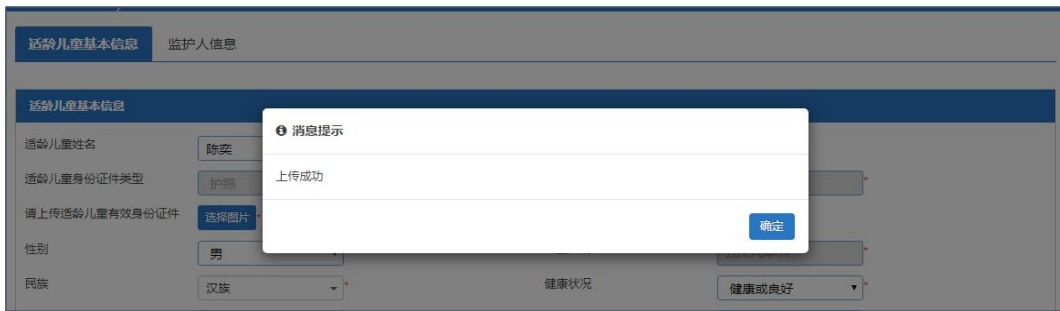 适龄儿童基本信息 监护人信息
适龄儿童基本信息
消息提示
适龄儿童姓名 陈奕
上传成功
适龄儿童身份证件类型 护照 *
请上传适龄儿童有效身份证件 选择图片 *
确定
性别 男 *
民族 汉族 * 健康状况 健康或良好 *